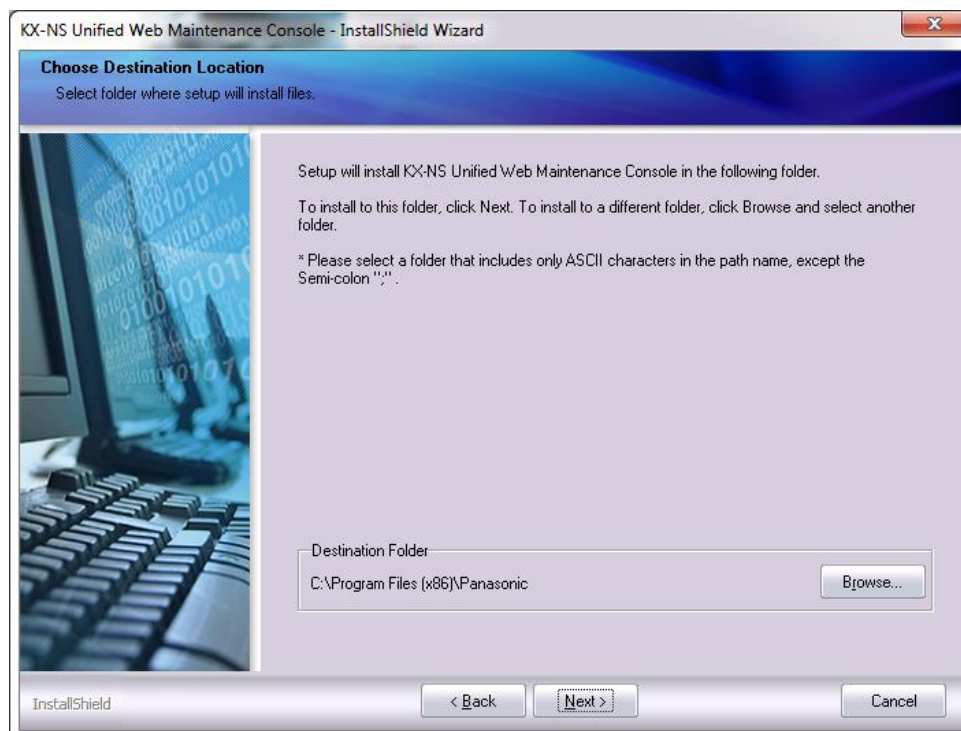 KX-NS Unified Web Maintenance Console - InstallShield Wizard
Choose Destination Location
Select folder where setup will install files.
Setup will install KX-NS Unified Web Maintenance Console in the following folder.
To install to this folder, click Next. To install to a different folder, click Browse and select another
folder.
* Please select a folder that includes only ASCII characters in the path name, except the
Semi-colon ";" .
Destination Folder
C:\Program Files (x86)\Panasonic
Browse...
InstallShield
< Back
Next >
Cancel